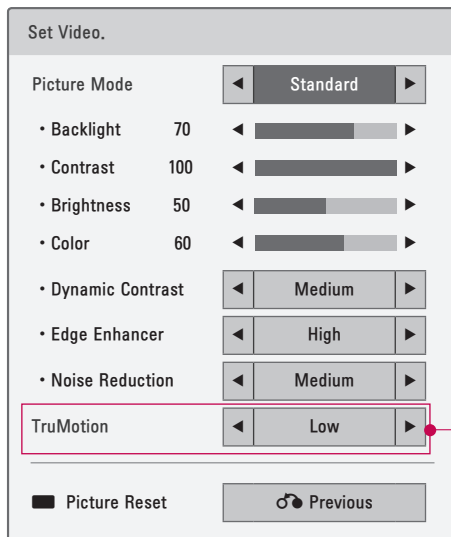 Set Video.
Picture Mode ◀ Standard ▶
• Backlight 70 ◀ ▶
• Contrast 100 ◀ ▶
• Brightness 50 ◀ ▶
• Color 60 ◀ ▶
• Dynamic Contrast ◀ Medium ▶
• Edge Enhancer ◀ High ▶
• Noise Reduction ◀ Medium ▶
TruMotion ◀ Low ▶
Picture Reset Previous